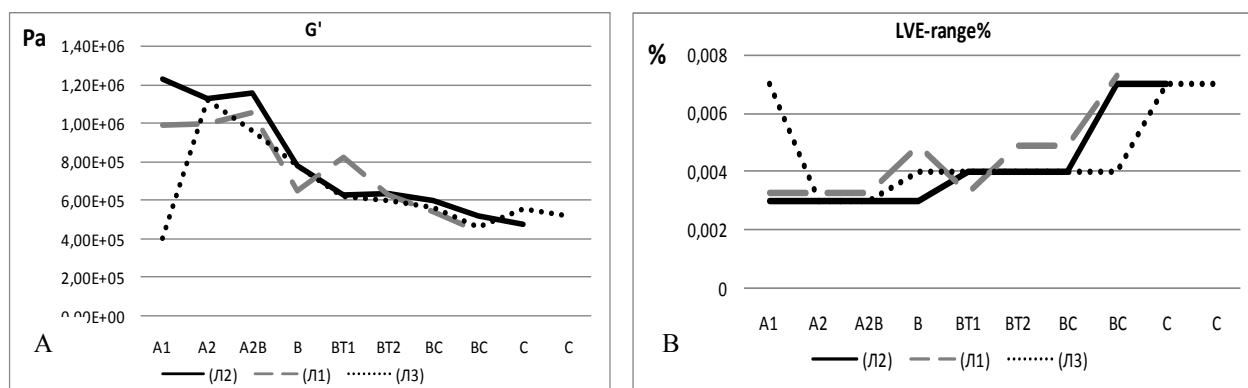 G'
Pa
1,40E+06
1,20E+06
1,00E+06
8,00E+05
6,00E+05
4,00E+05
2,00E+05
0,00E+00
A1 A2 A2B B BT1 BT2 BC BC C C
A
(Л2) (Л1) (Л3)
LVE-range%
%
0,008
0,006
0,004
0,002
0
A1 A2 A2B B BT1 BT2 BC BC C C
B
(Л2) (Л1) (Л3)